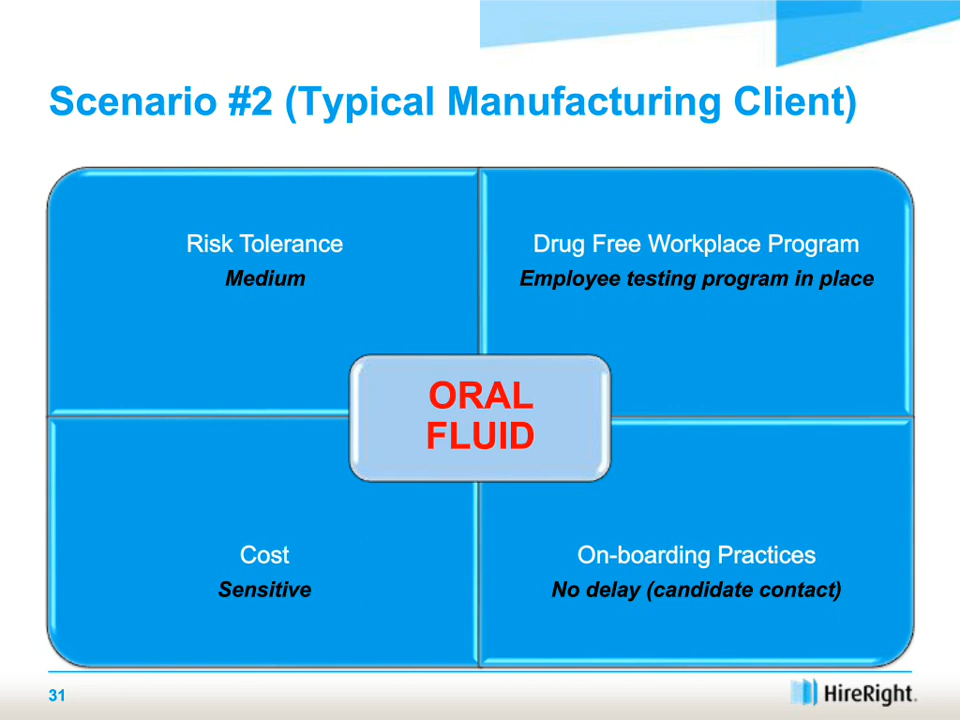 Scenario #2 (Typical Manufacturing Client)
Risk Tolerance
Medium
Drug Free Workplace Program
Employee testing program in place
ORAL
FLUID
Cost
Sensitive
On-boarding Practices
No delay (candidate contact)
31
HireRight.